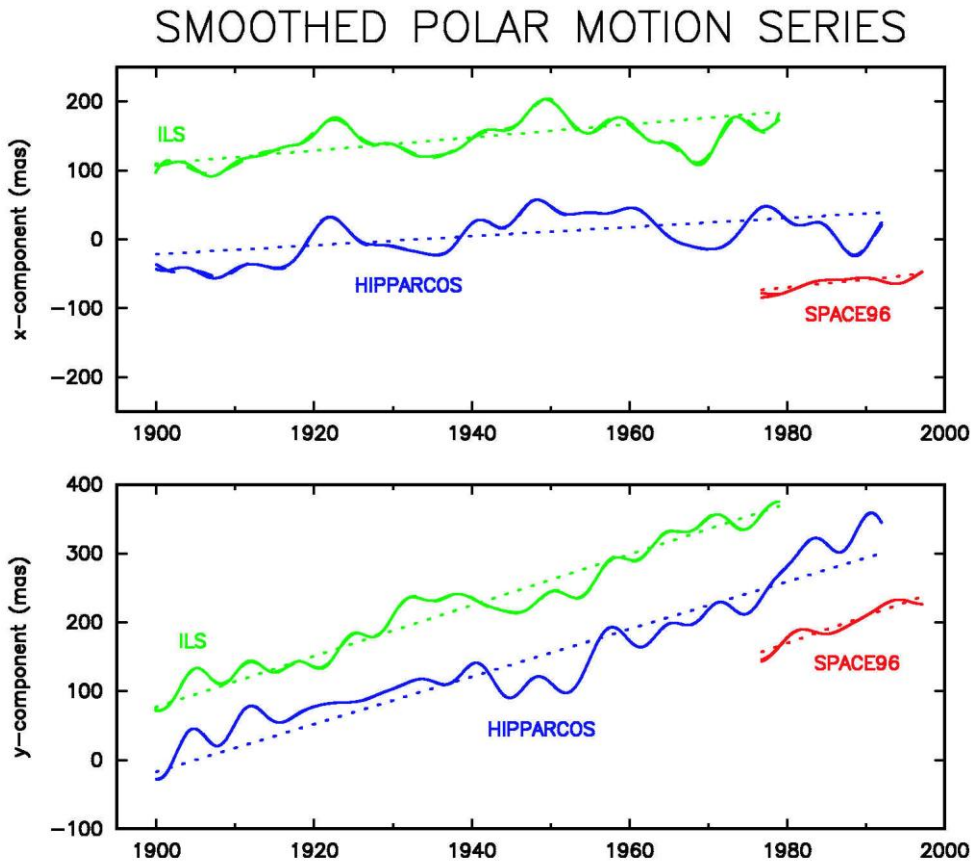 SMOOTHED POLAR MOTION SERIES
x-component (mas)
200
100
0
-100
-200
ILS
HIPPARCOS
SPACE96
1900 1920 1940 1960 1980 2000
y-component (mas)
400
300
200
100
0
-100
ILS
HIPPARCOS
SPACE96
1900 1920 1940 1960 1980 2000